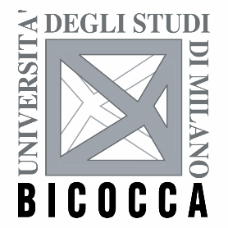 UNIVERSITA'
DEGLI STUDI
DI MILANO
BICOCCA